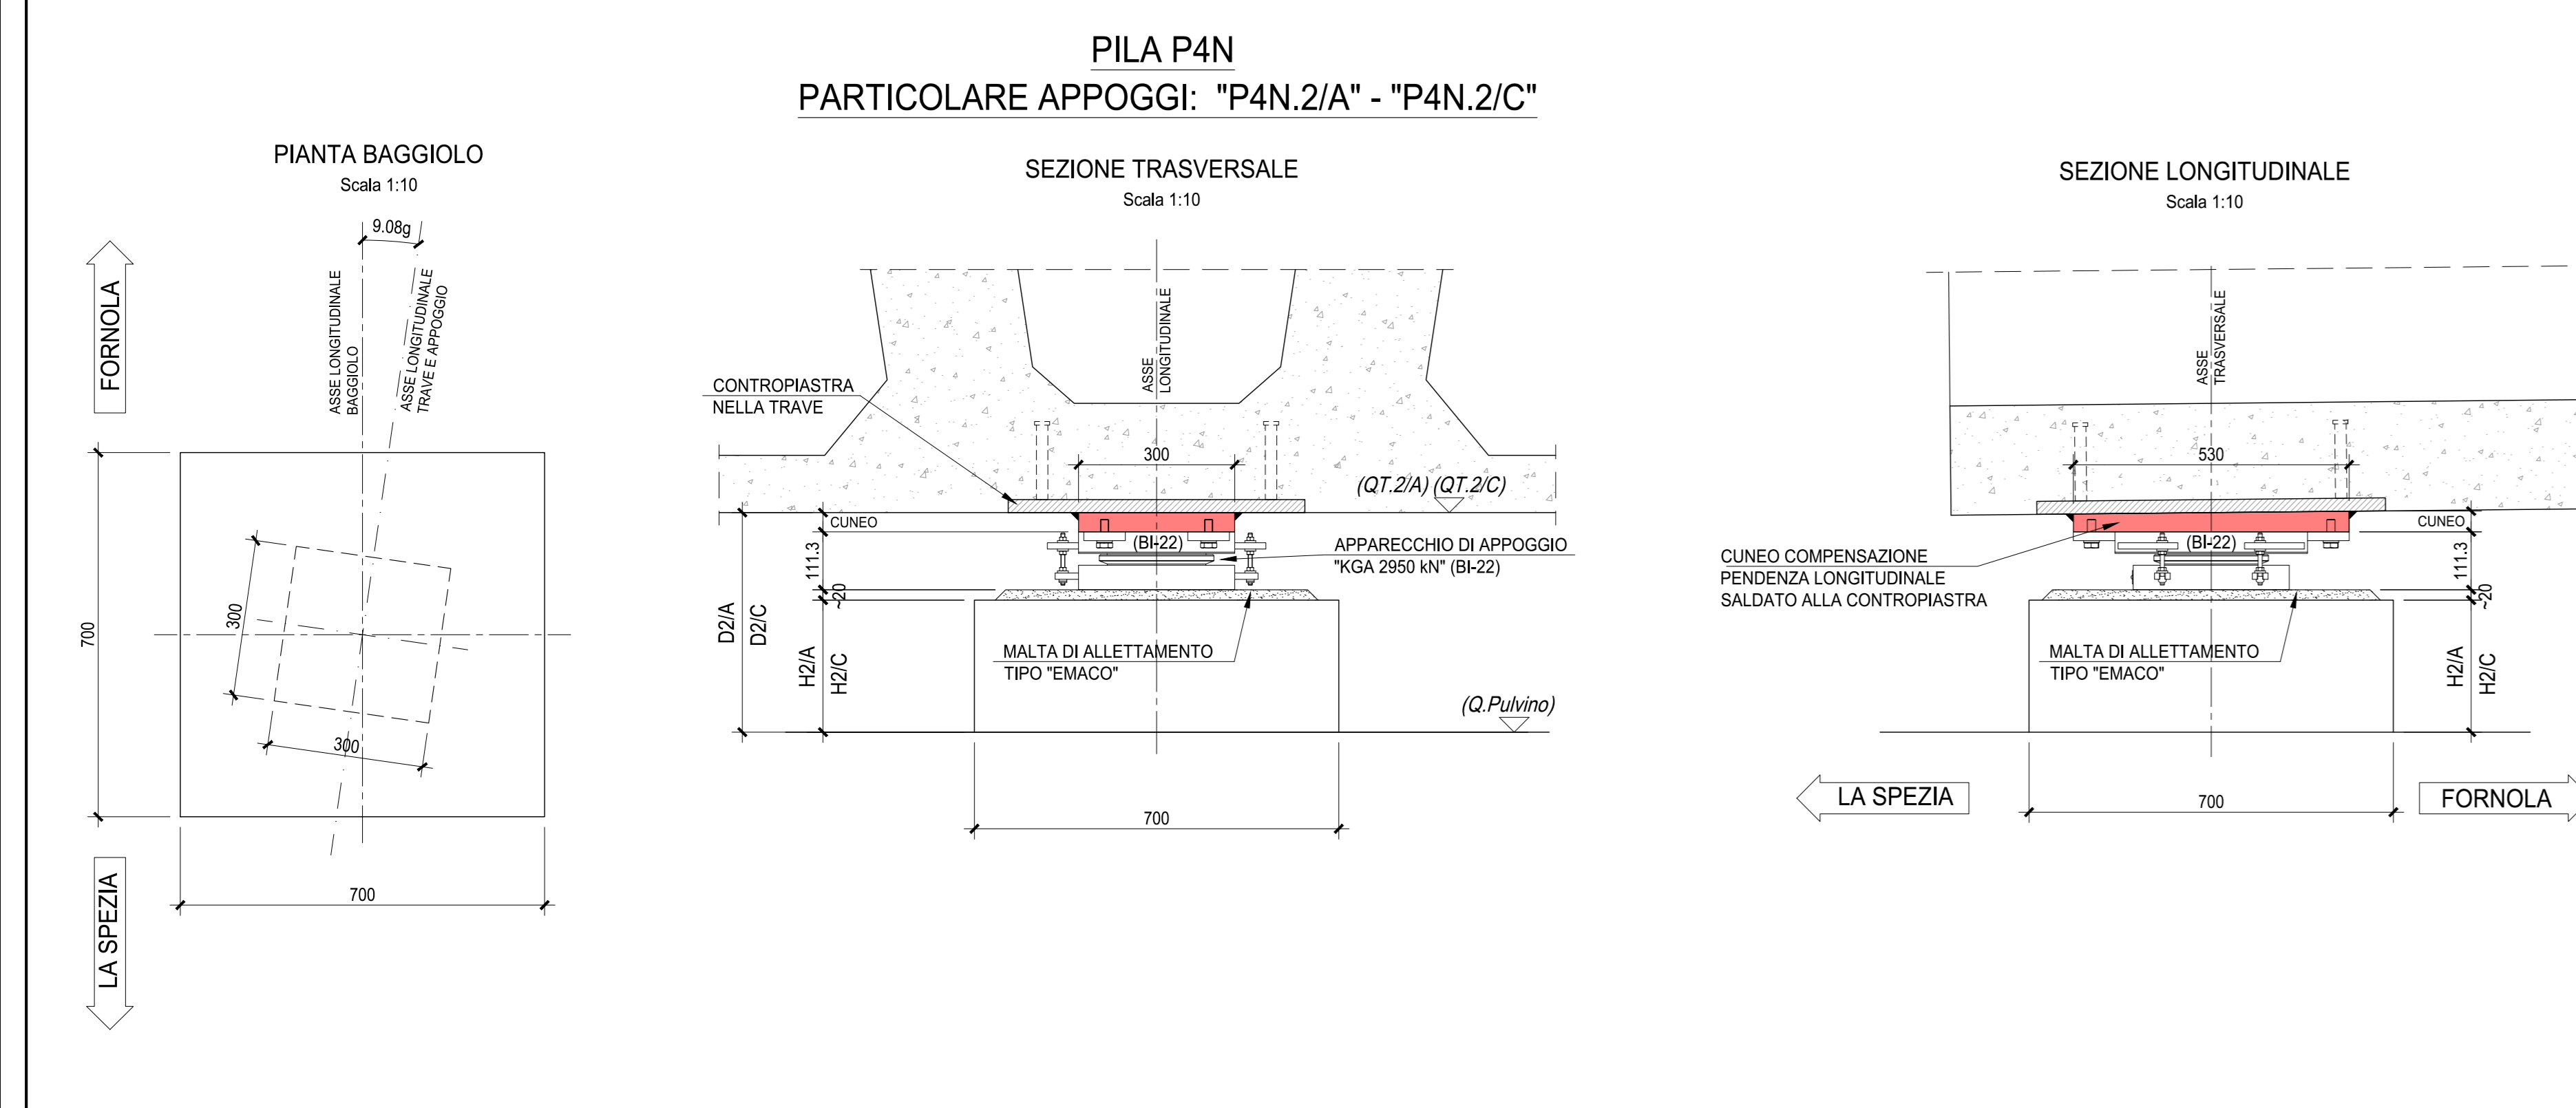 PILA P4N
PARTICOLARE APPOGGI: "P4N.2/A" - "P4N.2/C"
PIANTA BAGGIOLO
Scala 1:10
9.08g
ASSE LONGITUDINALE
BAGGIOLO
ASSE LONGITUDINALE
TRAVE E APPOGGIO
FORNOLA
700
300
300
700
LA SPEZIA
SEZIONE TRASVERSALE
Scala 1:10
ASSE
LONGITUDINALE
CONTROPIASTRA
NELLA TRAVE
300
(QT.2/A) (QT.2/C)
CUNEO
(BI-22)
111.3
~20
APPARECCHIO DI APPOGGIO
"KGA 2950 kN" (BI-22)
D2/A
D2/C
H2/A
H2/C
MALTA DI ALLETTAMENTO
TIPO "EMACO"
(Q.Pulvino)
700
SEZIONE LONGITUDINALE
Scala 1:10
ASSE
TRASVERSALE
530
CUNEO
(BI-22)
111.3
~20
CUNEO COMPENSAZIONE
PENDENZA LONGITUDINALE
SALDATO ALLA CONTROPIASTRA
MALTA DI ALLETTAMENTO
TIPO "EMACO"
H2/A
H2/C
LA SPEZIA
700
FORNOLA